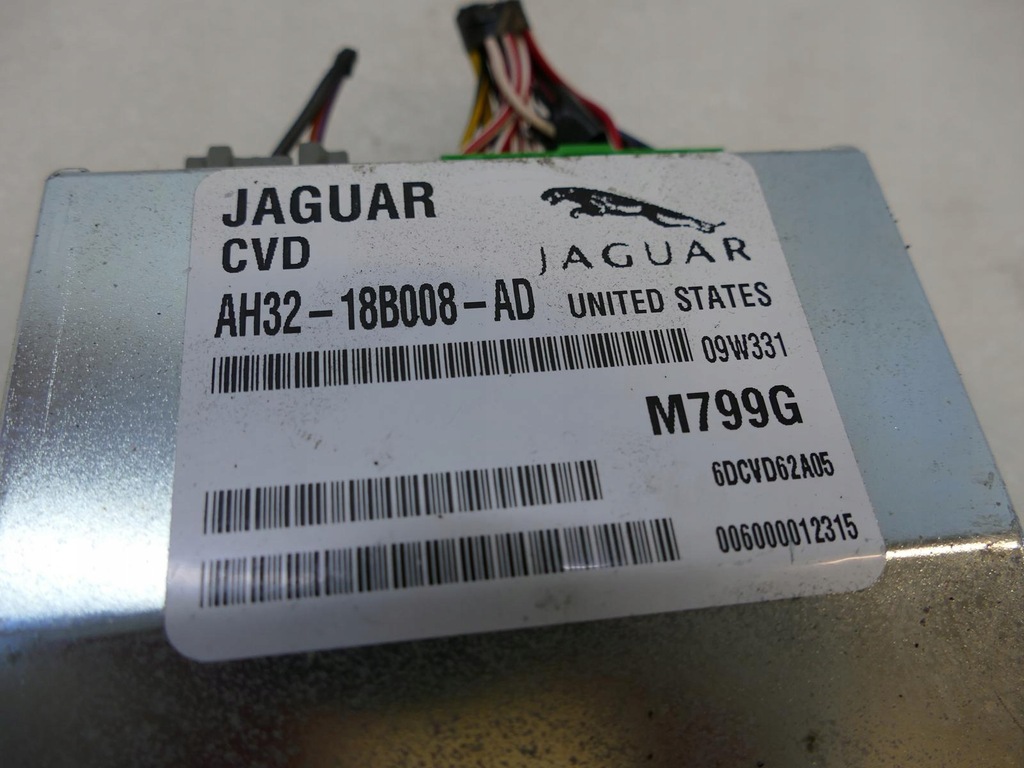 JAGUAR
CVD
JAGUAR
AH32-18B008-AD
UNITED STATES
09W331
M799G
6DCVD62A05
006000012315